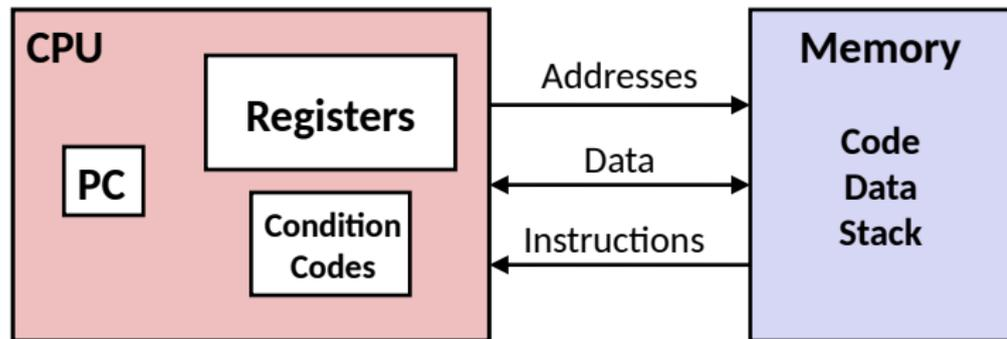 CPU
Registers
PC
Condition
Codes
Addresses
Data
Instructions
Memory
Code
Data
Stack